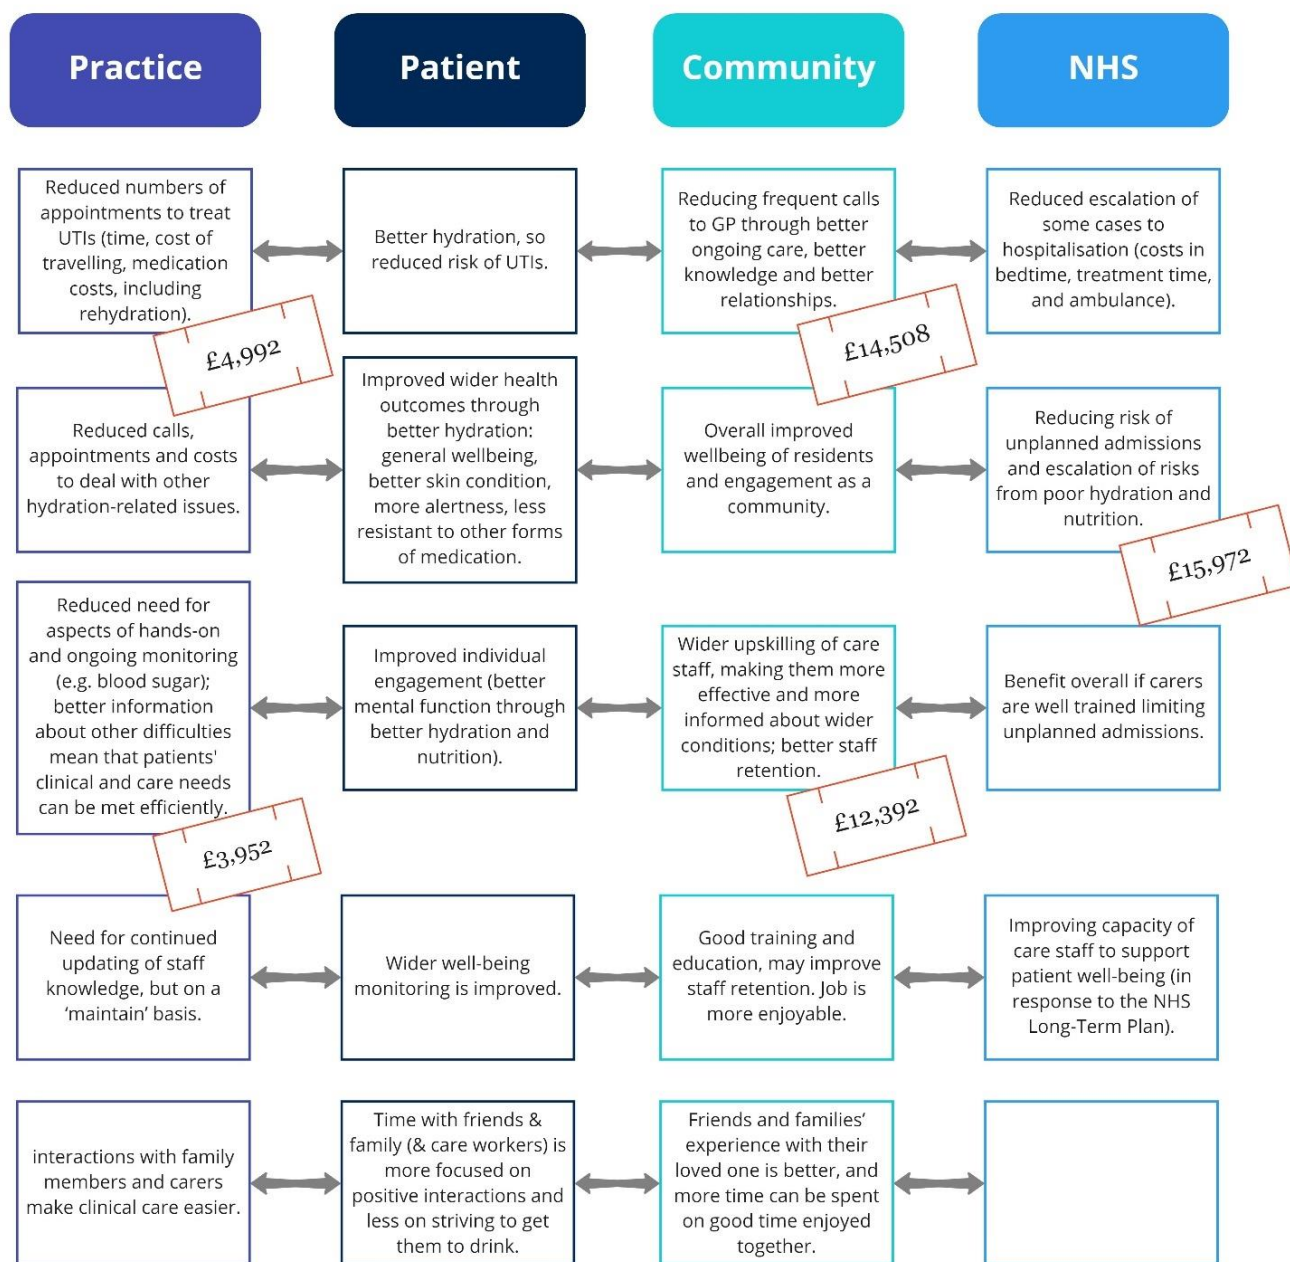 Practice
Patient
Community
NHS
Reduced numbers of
appointments to treat
UTIs (time, cost of
travelling, medication
costs, including
rehydration).
Better hydration, so
reduced risk of UTIs.
Reducing frequent calls
to GP through better
ongoing care, better
knowledge and better
relationships.
Reduced escalation of
some cases to
hospitalisation (costs in
bedtime, treatment time,
and ambulance).
£4,992
£14,508
Reduced calls,
appointments and costs
to deal with other
hydration-related issues.
Improved wider health
outcomes through
better hydration:
general wellbeing,
better skin condition,
more alertness, less
resistant to other forms
of medication.
Overall improved
wellbeing of residents
and engagement as a
community.
Reducing risk of
unplanned admissions
and escalation of risks
from poor hydration and
nutrition.
£15,972
Reduced need for
aspects of hands-on
and ongoing monitoring
(e.g. blood sugar);
better information
about other difficulties
mean that patients'
clinical and care needs
can be met efficiently.
Improved individual
engagement (better
mental function through
better hydration and
nutrition).
Wider upskilling of care
staff, making them more
effective and more
informed about wider
conditions; better staff
retention.
Benefit overall if carers
are well trained limiting
unplanned admissions.
£3,952
£12,392
Need for continued
updating of staff
knowledge, but on a
‘maintain’ basis.
Wider well-being
monitoring is improved.
Good training and
education, may improve
staff retention. Job is
more enjoyable.
Improving capacity of
care staff to support
patient well-being (in
response to the NHS
Long-Term Plan).
interactions with family
members and carers
make clinical care easier.
Time with friends &
family (& care workers) is
more focused on
positive interactions and
less on striving to get
them to drink.
Friends and families’
experience with their
loved one is better, and
more time can be spent
on good time enjoyed
together.